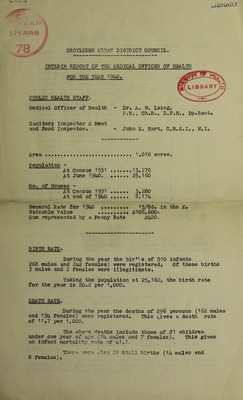 LIBRARY
78
MINISTRY OF HEALTH
LIBRARY
DROYLSDEN URBAN DISTRICT COUNCIL.
INTERIM REPORT OF THE MEDICAL OFFICER OF HEALTH
FOR THE YEAR 1940.
PUBLIC HEALTH STAFF.
Medical Officer of Health - Dr. A. M. Laing,
M.B., Ch.B., D.P.H., Dp.Bact.
Sanitary Inspector & Meat
and Food Inspector. - John E. Hart, C.R.S.I., M.I.
Area ........................ 1,010 acres.
Population -
At Census 1931 ...... 13,270
At June 1940. ...... 25,160
No. of Houses -
At Census 1931 ...... 3,180
At end of 1940 ...... 8,174
General Rate for 1940 ....... 15/8d. in the £.
Rateable Value ........ £106,600.
Sum represented by a Penny Rate £420.
BIRTH RATE.
During the year the births of 510 infants
268 males and 242 females) were registered. Of these births
3 males and 2 females were illegitimate.
Taking the population at 25,160, the birth rate
for the year is 20.2 per 1,000.
DEATH RATE.
During the year the deaths of 296 persons (162 males
and 134 females) were registered. This gives a death rate
of 11.7 per 1,000.
The above deaths include those of 21 children
under one year of age (14 males and 7 females). This gives
an infant mortality rate of 41.1.
There were also 22 Still births (14 males and
8 females).